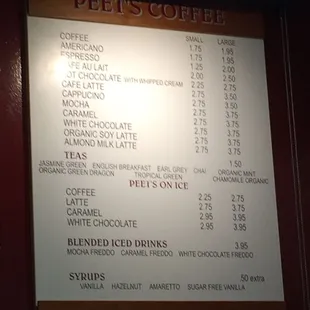 PEET'S COFFEE
COFFEE SMALL LARGE
AMERICANO 1.75 1.95
ESPRESSO 1.75 1.95
CAFE AU LAIT 1.25 2.00
HOT CHOCOLATE WITH WHIPPED CREAM 2.00 2.50
CAFE LATTE 2.25 2.75
CAPPUCINO 2.75 3.50
MOCHA 2.75 3.95
CARAMEL 2.75 3.75
WHITE CHOCOLATE 2.75 3.95
ORGANIC SOY LATTE 2.75 3.95
ALMOND MILK LATTE 2.75 3.95
TEAS 1.50
JASMINE GREEN ENGLISH BREAKFAST EARL GREY CHAI ORGANIC MINT
ORGANIC GREEN DRAGON TROPICAL GREEN CHAMOMILE ORGANIC
PEET'S ON ICE
COFFEE 2.25 2.75
LATTE 2.75 3.75
CARAMEL 2.95 3.95
WHITE CHOCOLATE 2.95 3.95
BLENDED ICED DRINKS 3.95
MOCHA FREDDO CARAMEL FREDDO WHITE CHOCOLATE FREDDO
SYRUPS .50 extra
VANILLA HAZELNUT AMARETTO SUGAR FREE VANILLA